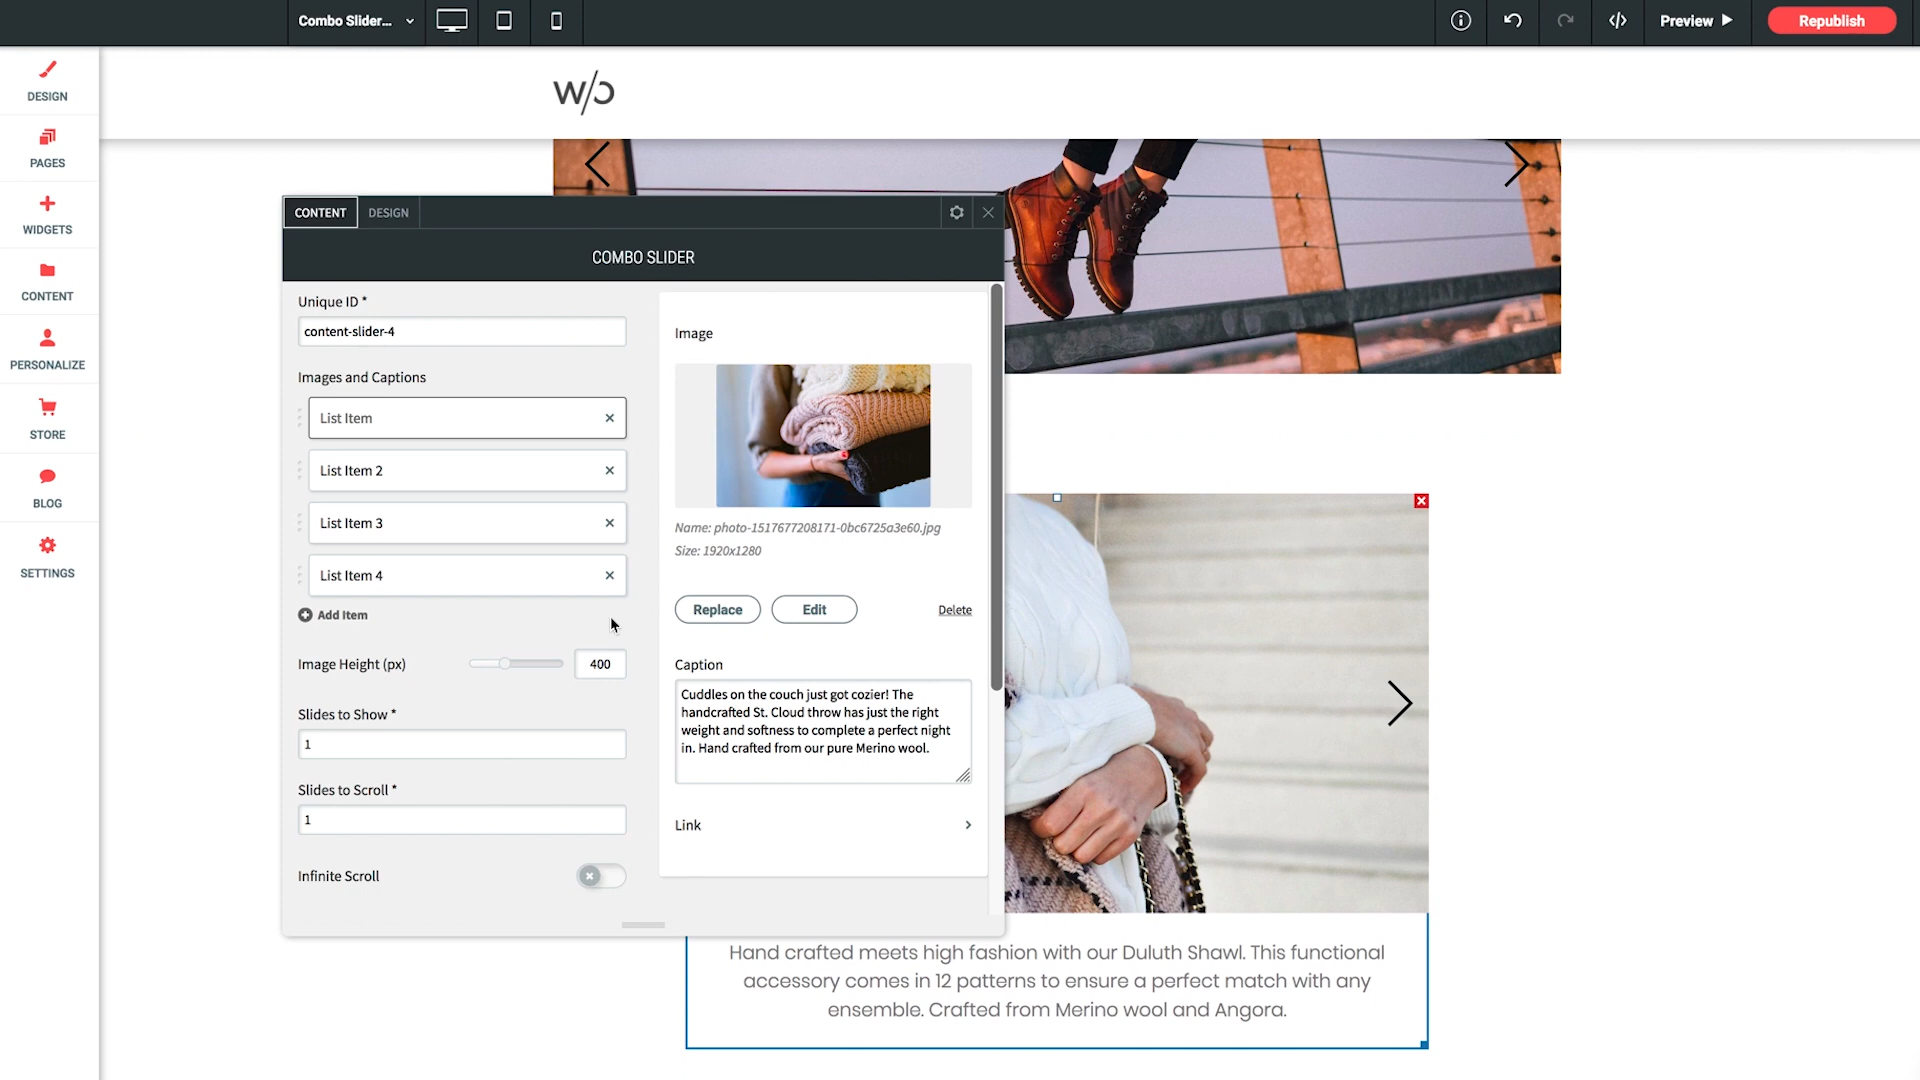 Combo Slider...
Preview
Republish
DESIGN
PAGES
WIDGETS
CONTENT
PERSONALIZE
STORE
BLOG
SETTINGS
CONTENT
DESIGN
COMBO SLIDER
Unique ID *
content-slider-4
Images and Captions
List Item
List Item 2
List Item 3
List Item 4
Add Item
Image Height (px)
400
Slides to Show *
1
Slides to Scroll *
1
Infinite Scroll
Image
Name: photo-1517677208171-0bc6725a3e60.jpg
Size: 1920x1280
Replace
Edit
Delete
Caption
Cuddles on the couch just got cozier! The
handcrafted St. Cloud throw has just the right
weight and softness to complete a perfect night
in. Hand crafted from our pure Merino wool.
Link
Hand crafted meets high fashion with our Duluth Shawl. This functional
accessory comes in 12 patterns to ensure a perfect match with any
ensemble. Crafted from Merino wool and Angora.